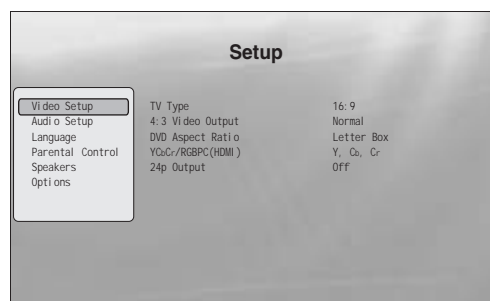 Setup
Video Setup
Audio Setup
Language
Parental Control
Speakers
Options
TV Type 16:9
4:3 Video Output Normal
DVD Aspect Ratio Letter Box
YCbCr/RGBPC(HDMI) Y, Cb, Cr
24p Output Off